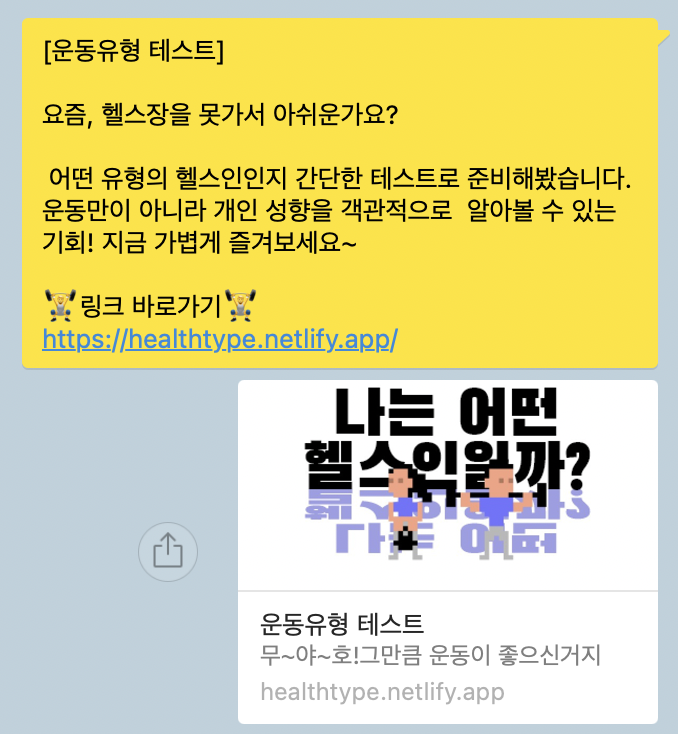 [운동유형 테스트]
요즘, 헬스장을 못가서 아쉬운가요?
어떤 유형의 헬스인인지 간단한 테스트로 준비해봤습니다.
운동만이 아니라 개인 성향을 객관적으로  알아볼 수 있는
기회! 지금 가볍게 즐겨보세요~
🏋️링크 바로가기🏋️
https://healthtype.netlify.app/
나는 어떤
헬스인일까?
운동유형 테스트
무~야~호!그만큼 운동이 좋으신거지
healthtype.netlify.app